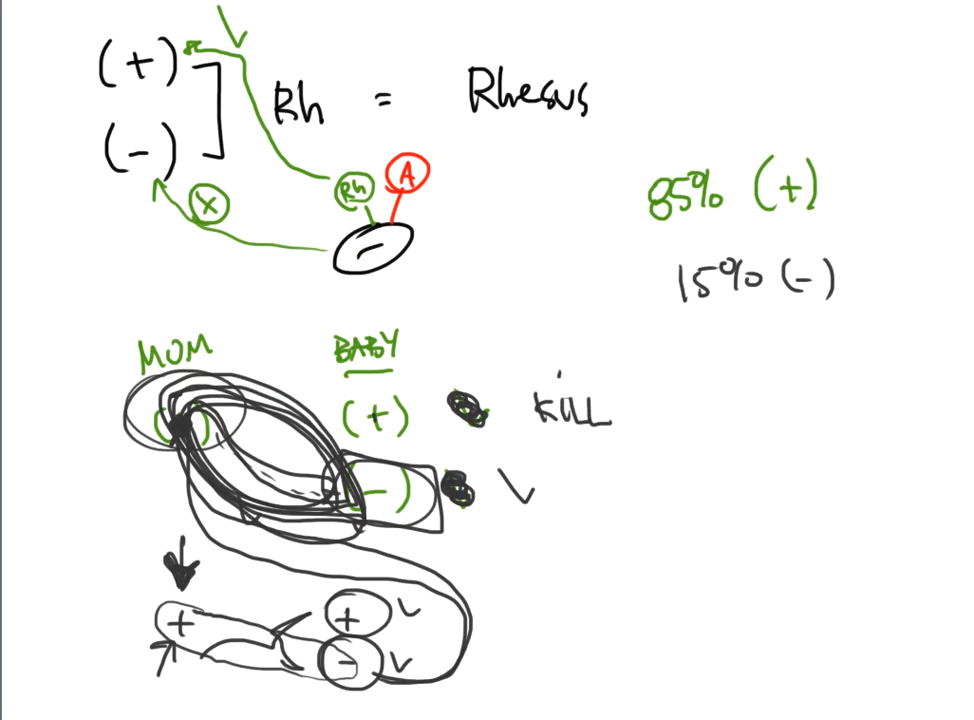 (+)
(-)
Rh = Rhesus
Rh
A
X
85% (+)
15% (-)
MOM
BABY
(+)
KILL
(-)
+
+
-